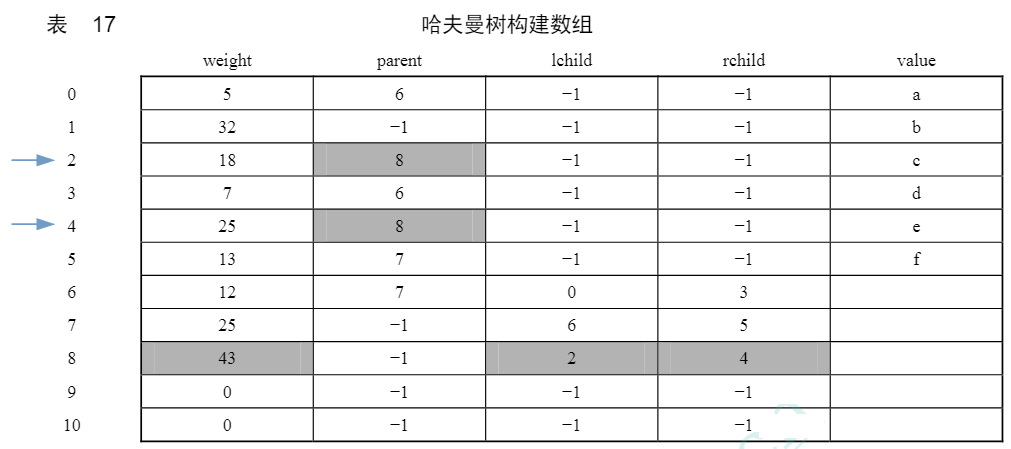 表 17 哈夫曼树构建数组
weight parent lchild rchild value
0 5 6 −1 −1 a
1 32 −1 −1 −1 b
2 18 8 −1 −1 c
3 7 6 −1 −1 d
4 25 8 −1 −1 e
5 13 7 −1 −1 f
6 12 7 0 3
7 25 −1 6 5
8 43 −1 2 4
9 0 −1 −1 −1
10 0 −1 −1 −1